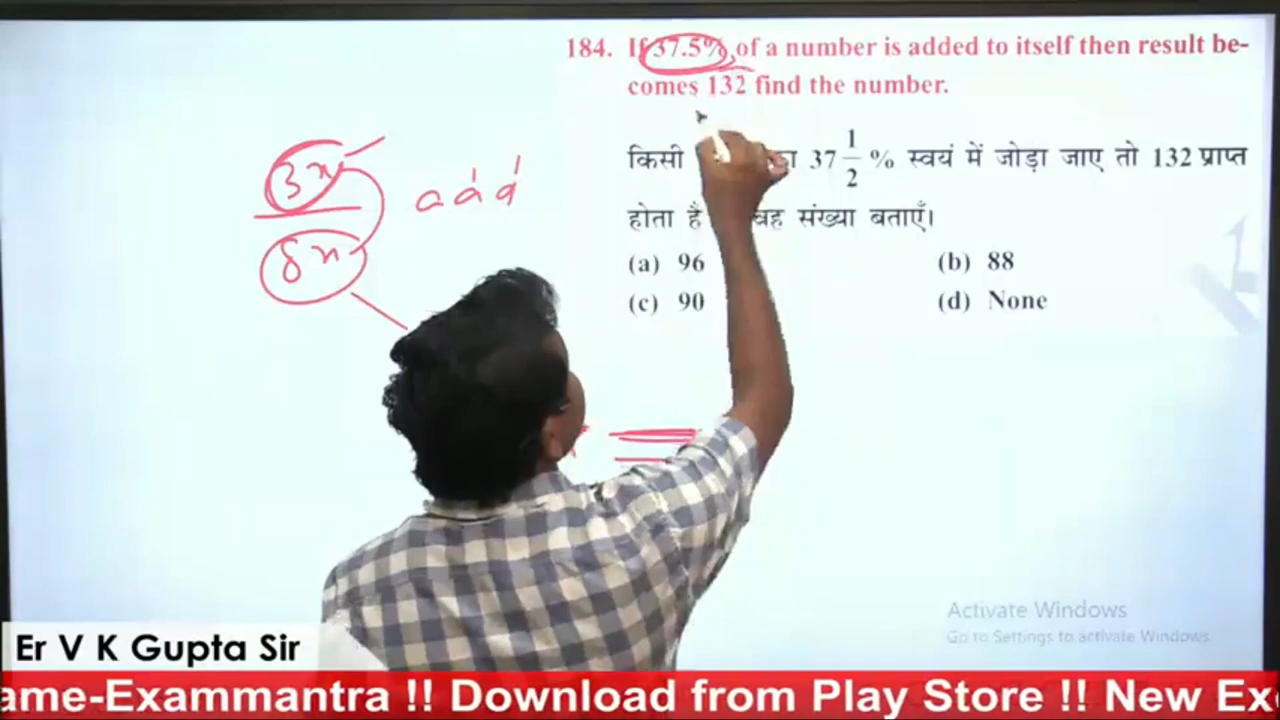 184. If 37.5% of a number is added to itself then result be-
comes 132 find the number.
किसी 37 1/2 % स्वयं में जोड़ा जाए तो 132 प्राप्त
होता है वह संख्या बताएँ।
(a) 96 (b) 88
(c) 90 (d) None
3x
8x
add
Activate Windows
Go to Settings to activate Windows.
Er V K Gupta Sir
ame-Exammantra !! Download from Play Store !! New Ex